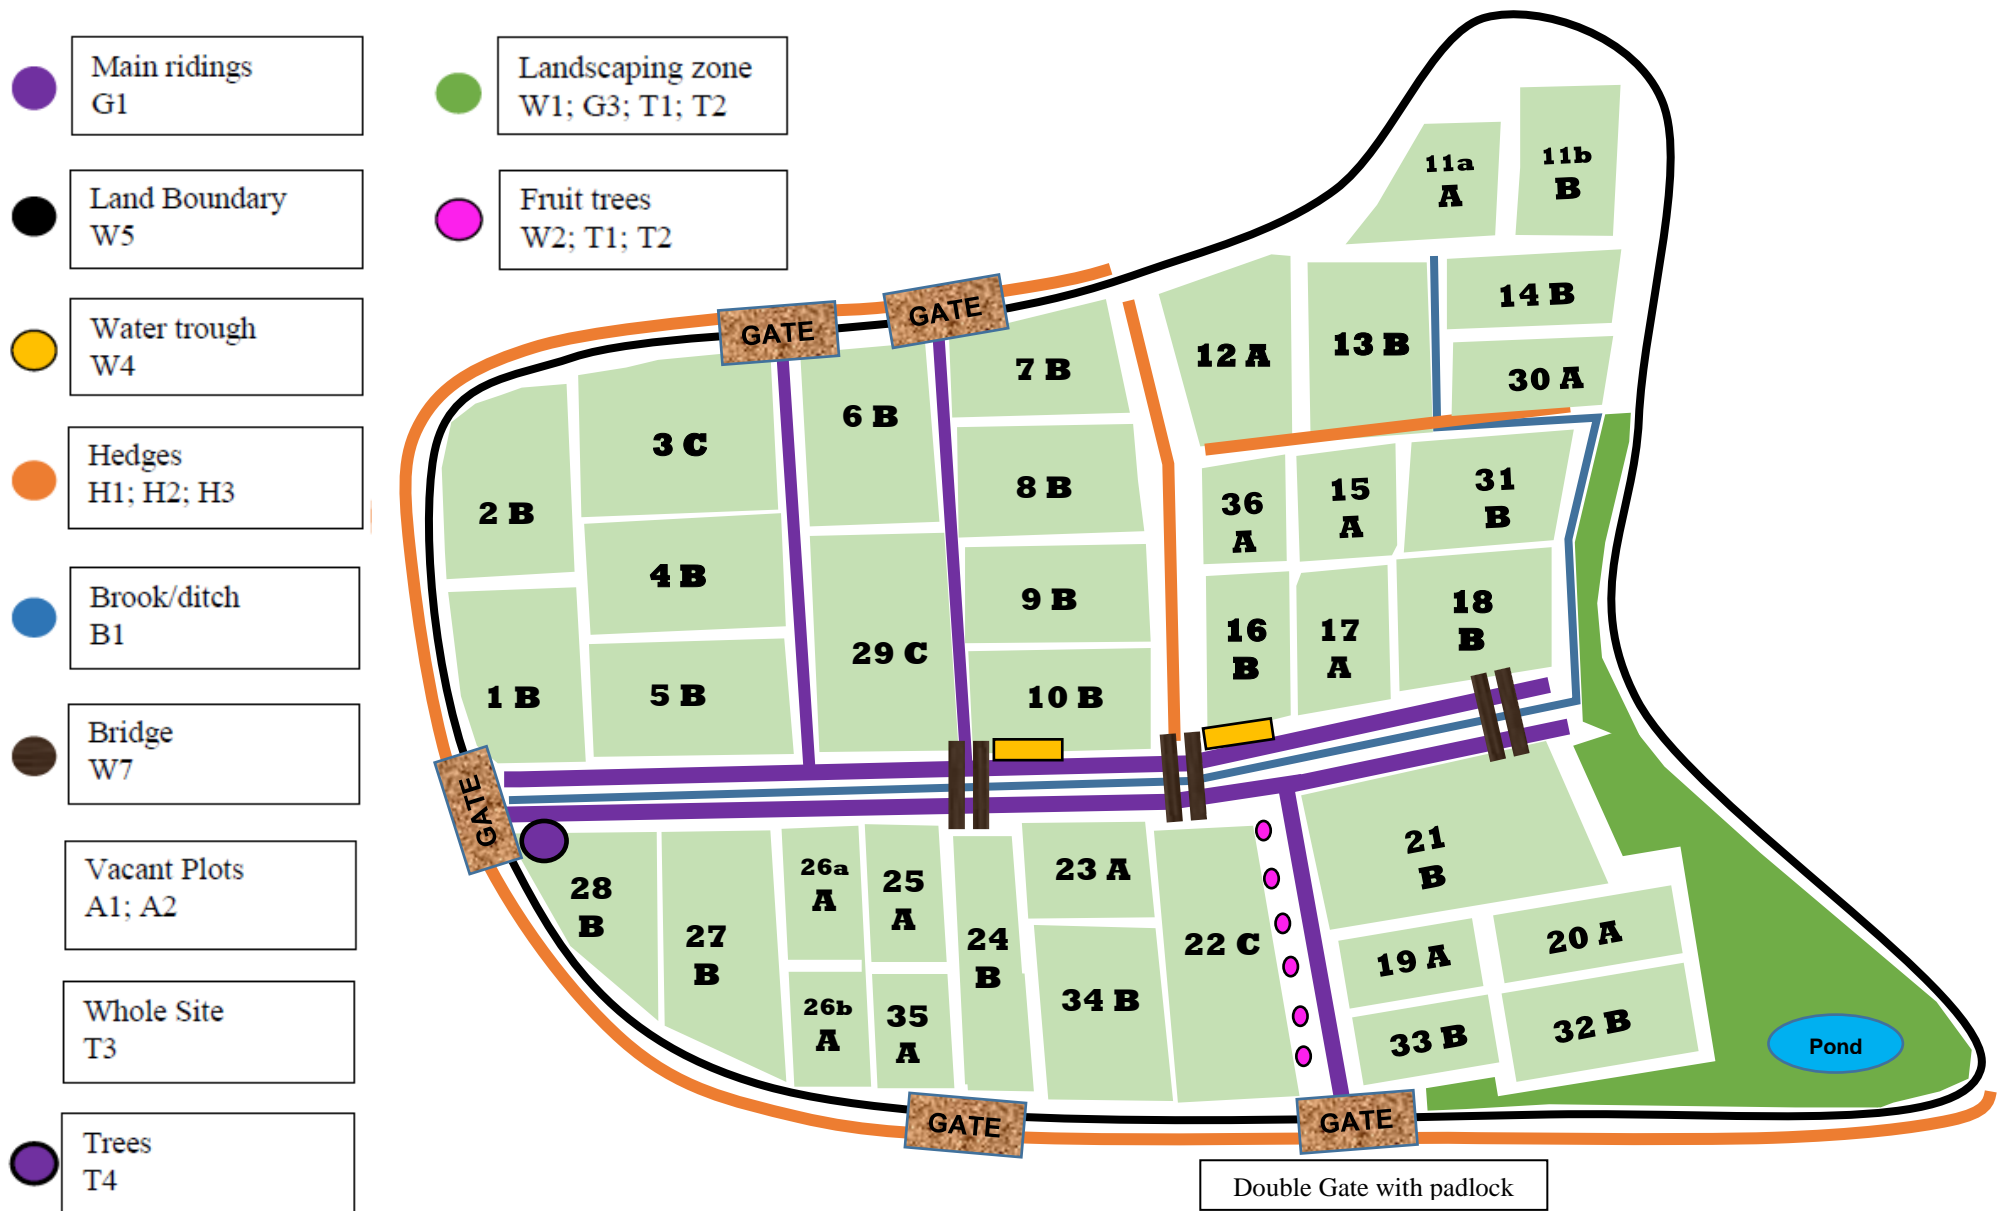 Main ridings
G1
Land Boundary
W5
Water trough
W4
Hedges
H1; H2; H3
Brook/ditch
B1
Bridge
W7
Vacant Plots
A1; A2
Whole Site
T3
Trees
T4
Landscaping zone
W1; G3; T1; T2
Fruit trees
W2; T1; T2
11a
A
11b
B
14 B
12 A
13 B
30 A
GATE
GATE
7 B
6 B
3 C
2 B
8 B
36
A
15
A
31
B
4 B
9 B
29 C
16
B
17
A
18
B
1 B
5 B
10 B
GATE
28
B
27
B
26a
A
25
A
24
B
23 A
22 C
21
B
26b
A
35
A
34 B
19 A
20 A
33 B
32 B
Pond
GATE
GATE
Double Gate with padlock